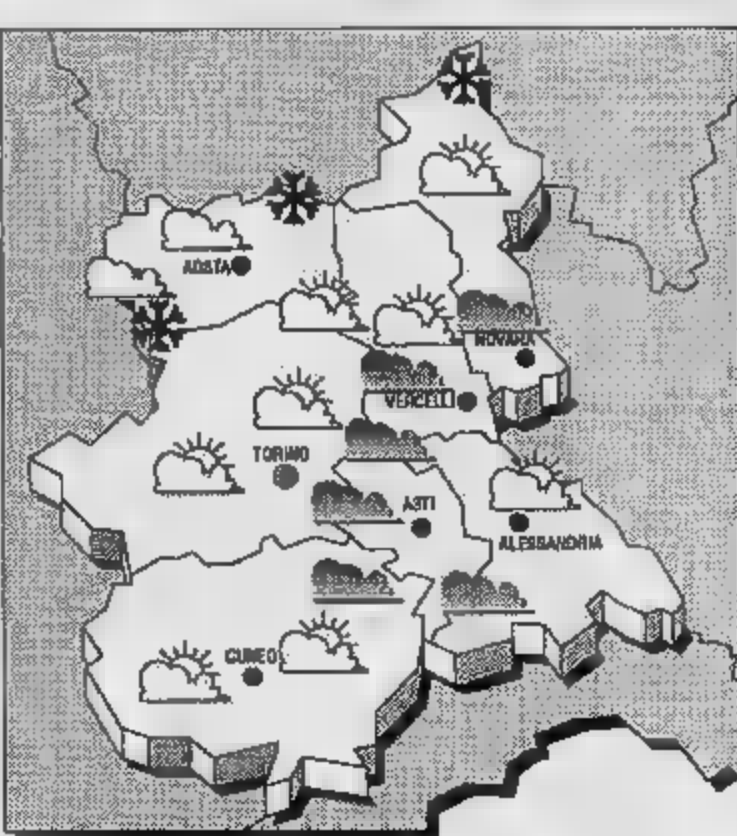 AOSTA
NOVARA
VERCELLI
TORINO
ASTI
ALESSANDRIA
CUNEO